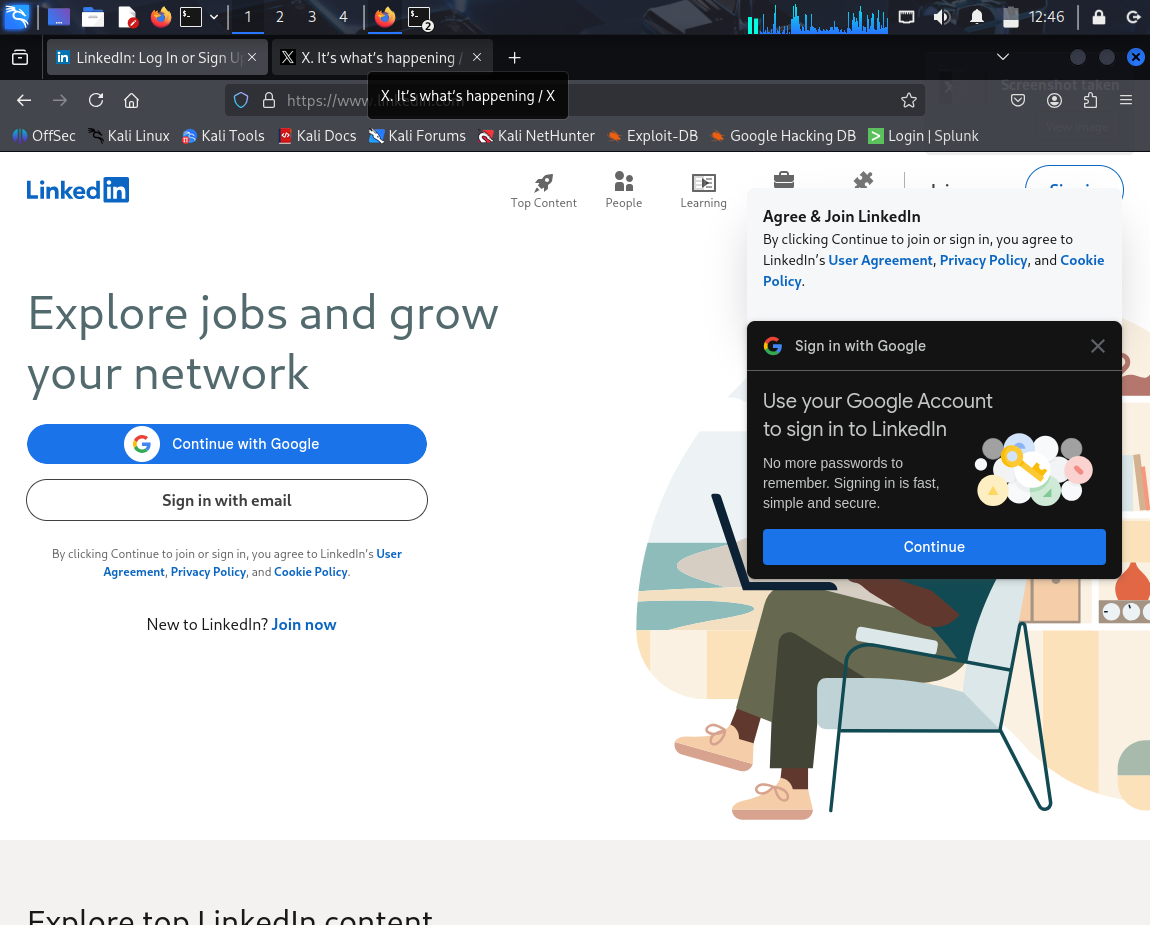 1 2 3 4 2 12:46
LinkedIn: Log In or Sign U X. It's what's happening /
https://www.linkedin.com
X. It's what's happening / X
Screenshot taken
OffSec Kali Linux Kali Tools Kali Docs Kali Forums Kali NetHunter Exploit-DB Google Hacking DB Login | Splunk
Linked in
Top Content People Learning
Agree & Join LinkedIn
By clicking Continue to join or sign in, you agree to
LinkedIn's User Agreement, Privacy Policy, and Cookie
Policy.
Explore jobs and grow
your network
Sign in with Google
Use your Google Account
to sign in to LinkedIn
No more passwords to
remember. Signing in is fast,
simple and secure.
Continue
Continue with Google
Sign in with email
By clicking Continue to join or sign in, you agree to LinkedIn's User
Agreement, Privacy Policy, and Cookie Policy.
New to LinkedIn? Join now
Explore top LinkedIn content